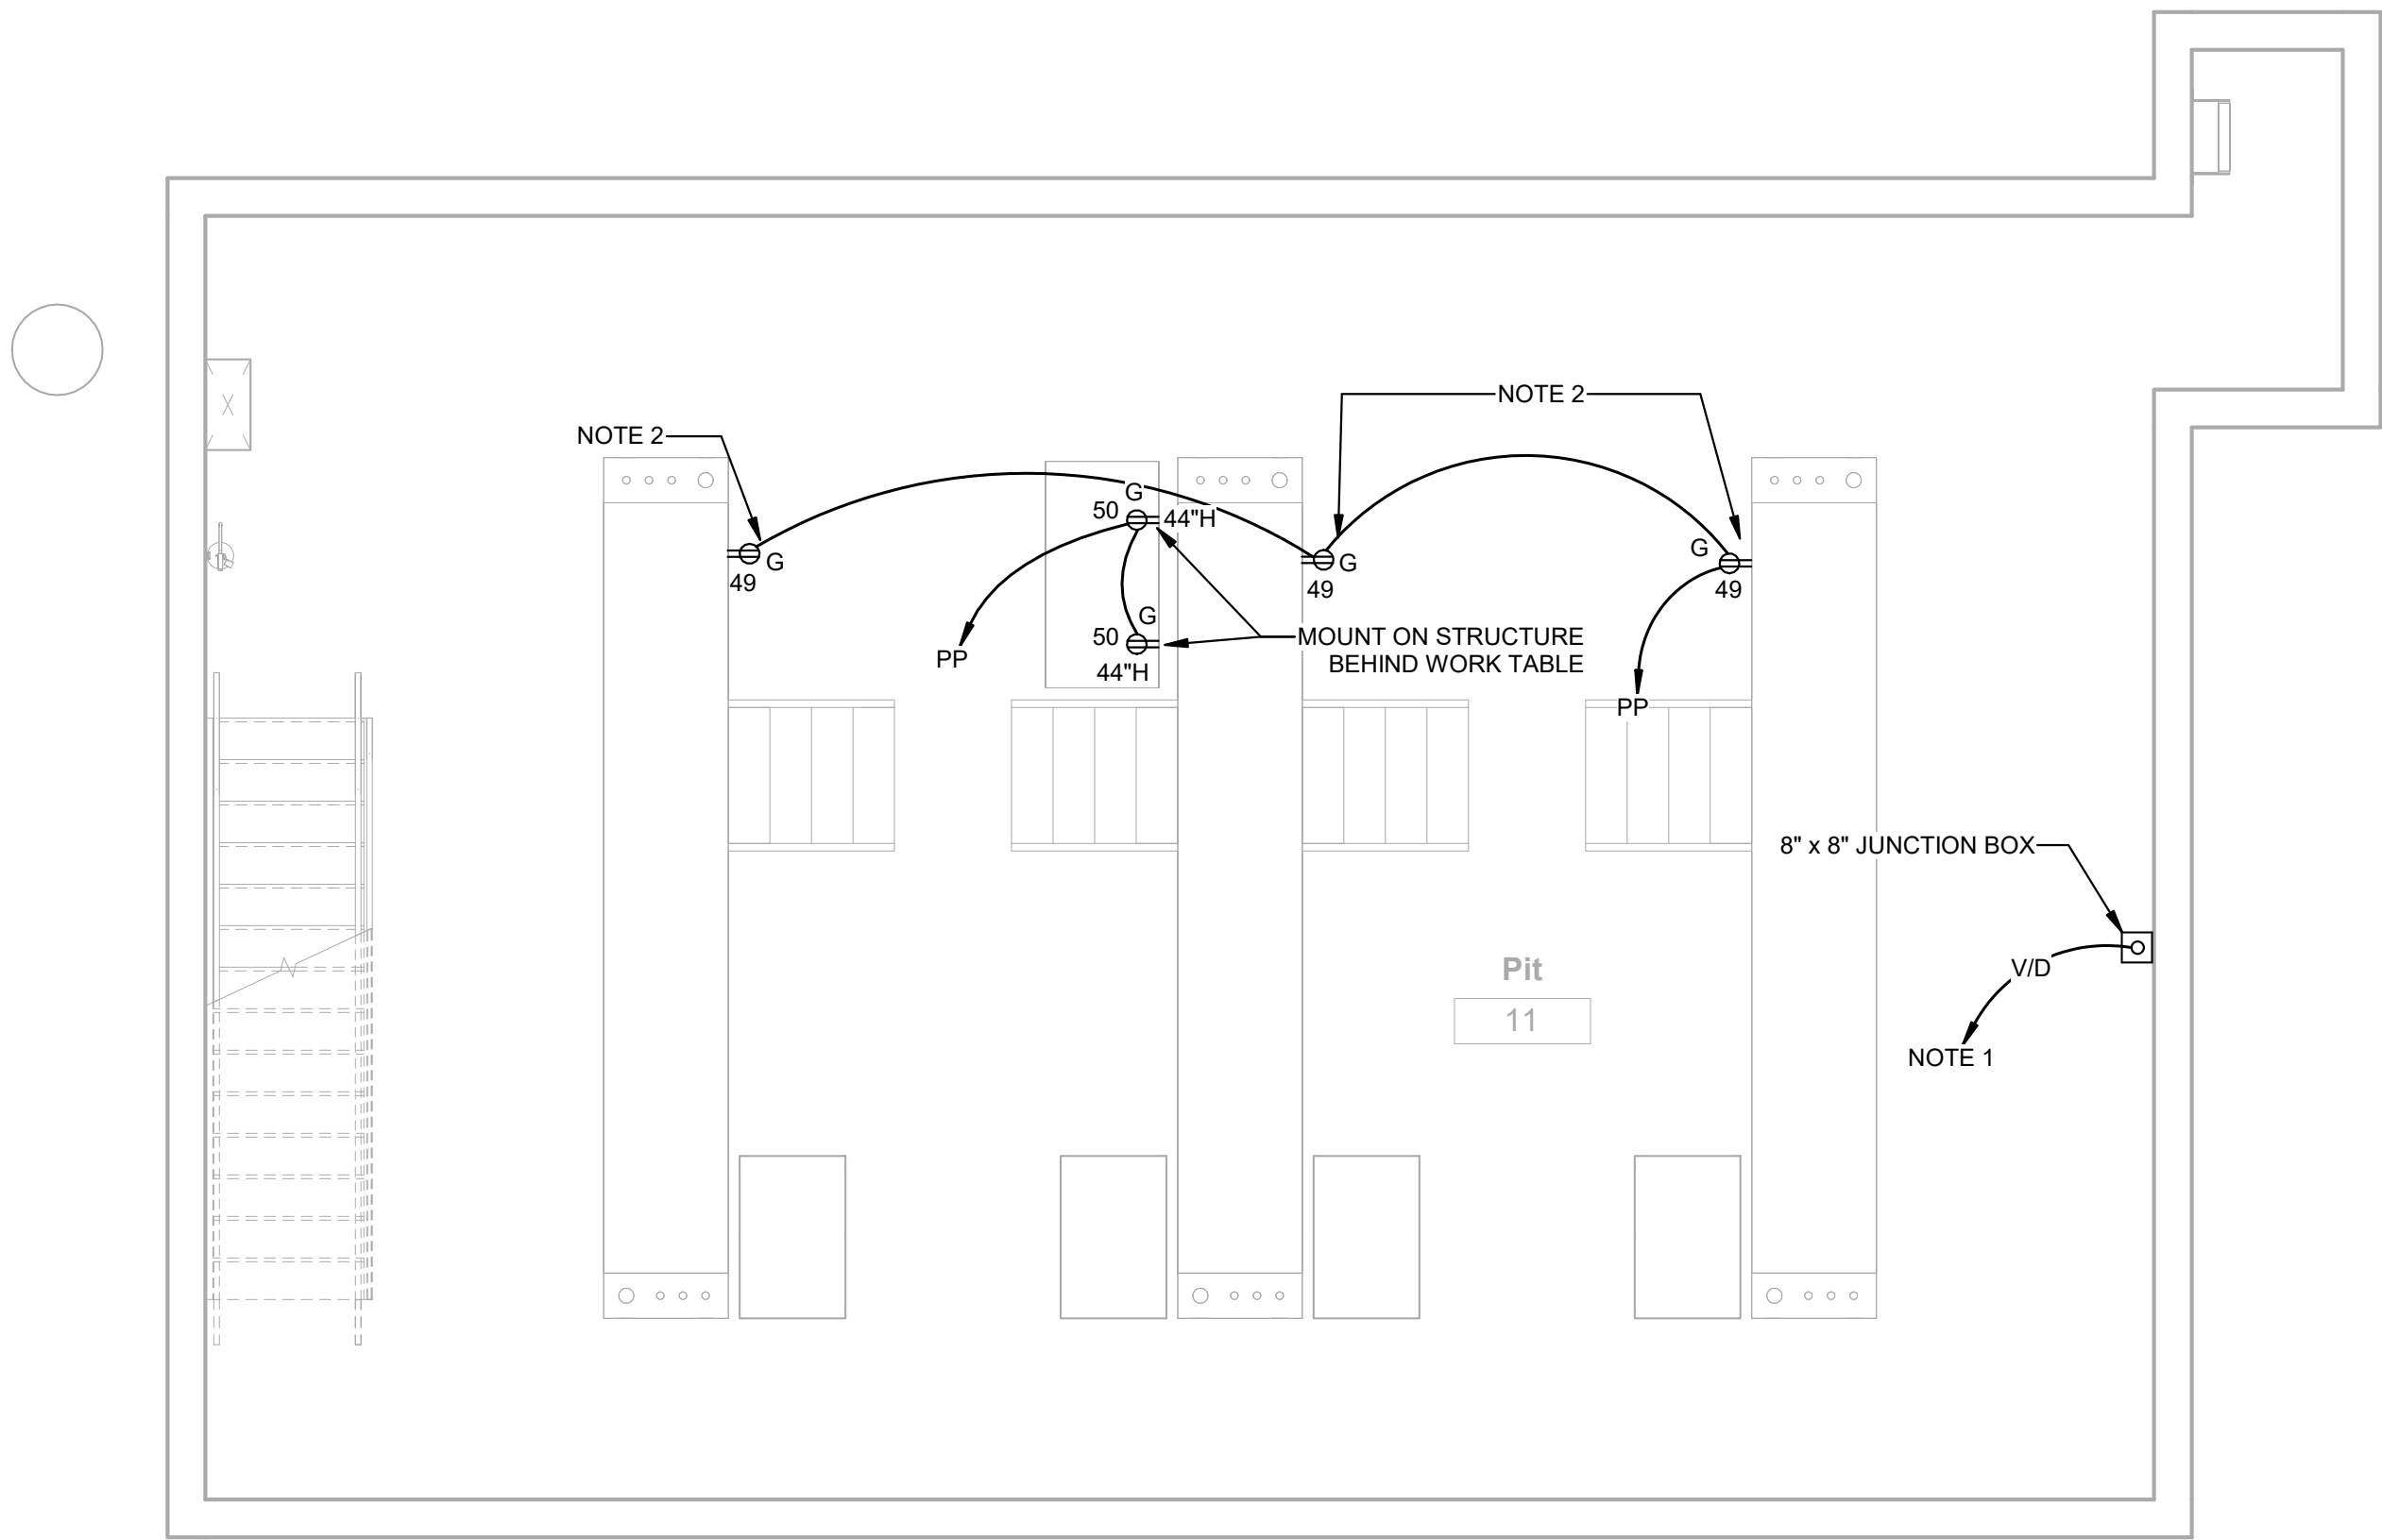 NOTE 2
NOTE 2
G
50
44"H
G
49
G
49
G
49
G
50
44"H
MOUNT ON STRUCTURE
BEHIND WORK TABLE
PP
PP
8" x 8" JUNCTION BOX
V/D
NOTE 1
Pit
11